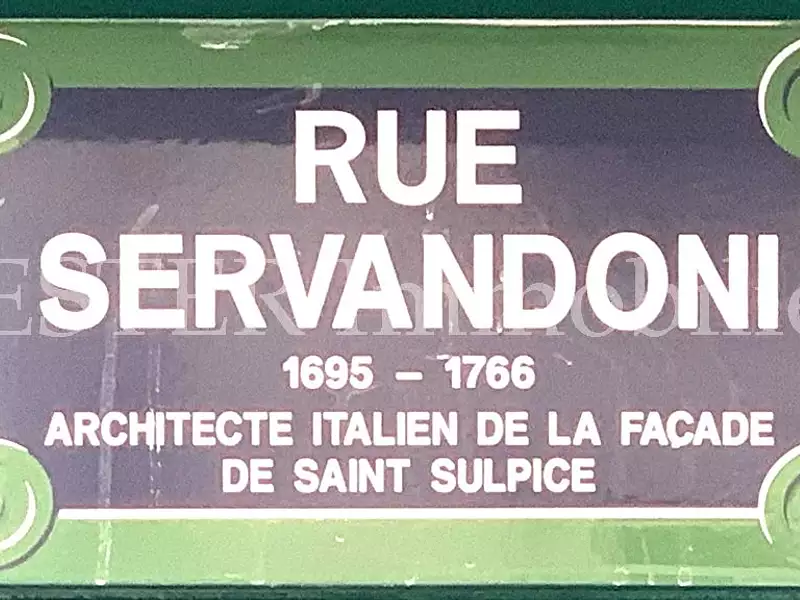 RUE
SERVANDONI
1695 – 1766
ARCHITECTE ITALIEN DE LA FAÇADE
DE SAINT SULPICE